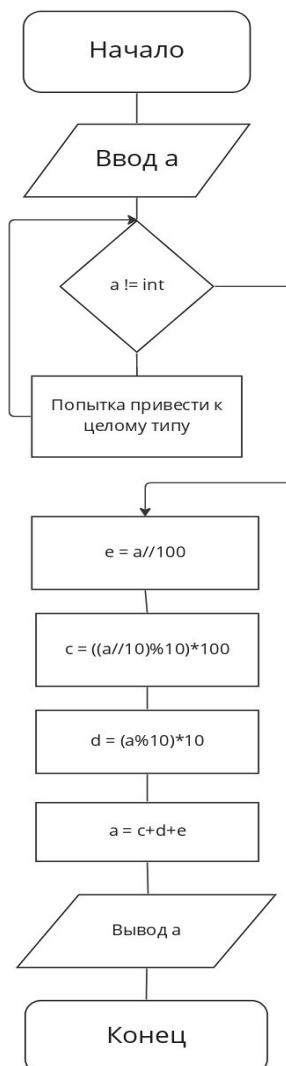 Начало
Ввод a
a != int
Попытка привести к
целому типу
e = a//100
c = ((a//10)%10)*100
d = (a%10)*10
a = c+d+e
Вывод a
Конец